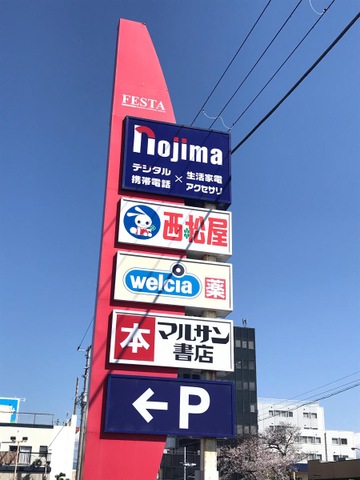 FESTA
nojima
デジタル 携帯電話 × 生活家電 アクセサリ
西松屋
welcia 薬
本 マルサン
書店
← P